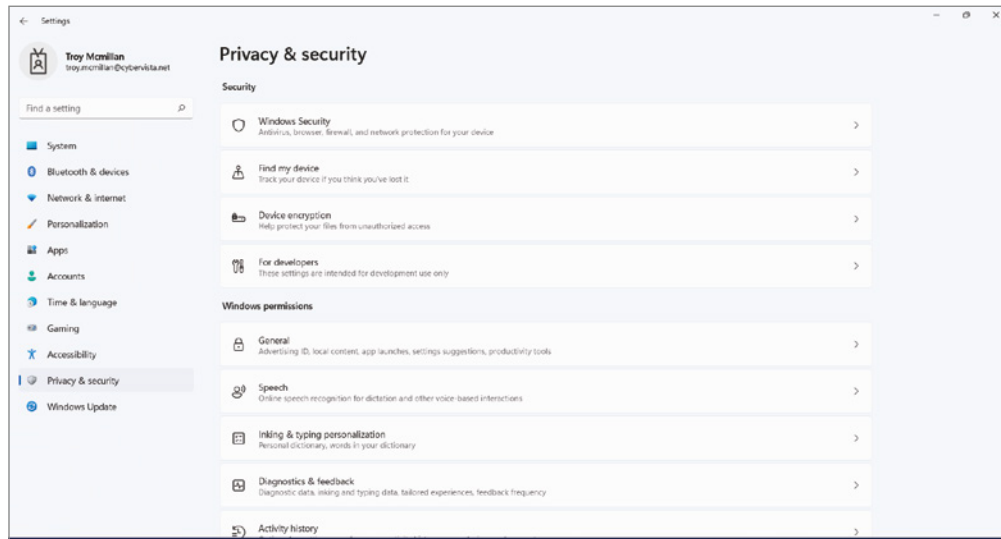 Settings
Troy Mcmillan
troy.mcmillan@cybervista.net
Find a setting
System
Bluetooth & devices
Network & internet
Personalization
Apps
Accounts
Time & language
Gaming
Accessibility
Privacy & security
Windows Update
Privacy & security
Security
Windows Security
Antivirus, browser, firewall, and network protection for your device
Find my device
Track your device if you think you've lost it
Device encryption
Help protect your files from unauthorized access
For developers
These settings are intended for development use only
Windows permissions
General
Advertising ID, local content, app launches, settings suggestions, productivity tools
Speech
Online speech recognition for dictation and other voice-based interactions
Inking & typing personalization
Personal dictionary, words in your dictionary
Diagnostics & feedback
Diagnostic data, inking and typing data, tailored experiences, feedback frequency
Activity history